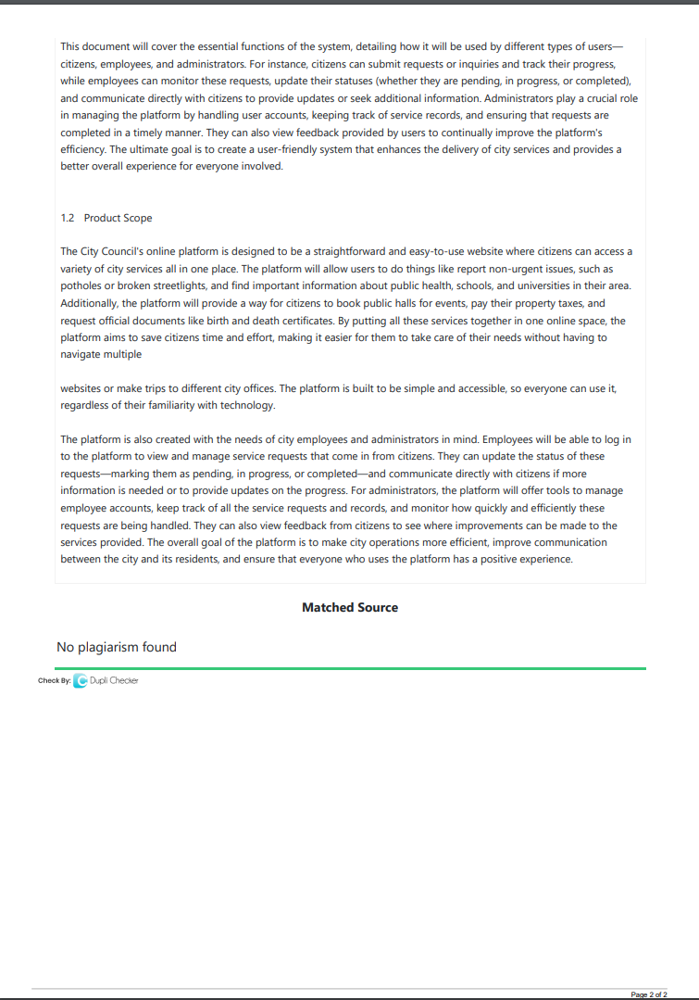 This document will cover the essential functions of the system, detailing how it will be used by different types of users—
citizens, employees, and administrators. For instance, citizens can submit requests or inquiries and track their progress,
while employees can monitor these requests, update their statuses (whether they are pending, in progress, or completed),
and communicate directly with citizens to provide updates or seek additional information. Administrators play a crucial role
in managing the platform by handling user accounts, keeping track of service records, and ensuring that requests are
completed in a timely manner. They can also view feedback provided by users to continually improve the platform's
efficiency. The ultimate goal is to create a user-friendly system that enhances the delivery of city services and provides a
better overall experience for everyone involved.
1.2 Product Scope
The City Council's online platform is designed to be a straightforward and easy-to-use website where citizens can access a
variety of city services all in one place. The platform will allow users to do things like report non-urgent issues, such as
potholes or broken streetlights, and find important information about public health, schools, and universities in their area.
Additionally, the platform will provide a way for citizens to book public halls for events, pay their property taxes, and
request official documents like birth and death certificates. By putting all these services together in one online space, the
platform aims to save citizens time and effort, making it easier for them to take care of their needs without having to
navigate multiple
websites or make trips to different city offices. The platform is built to be simple and accessible, so everyone can use it,
regardless of their familiarity with technology.
The platform is also created with the needs of city employees and administrators in mind. Employees will be able to log in
to the platform to view and manage service requests that come in from citizens. They can update the status of these
requests—marking them as pending, in progress, or completed—and communicate directly with citizens if more
information is needed or to provide updates on the progress. For administrators, the platform will offer tools to manage
employee accounts, keep track of all the service requests and records, and monitor how quickly and efficiently these
requests are being handled. They can also view feedback from citizens to see where improvements can be made to the
services provided. The overall goal of the platform is to make city operations more efficient, improve communication
between the city and its residents, and ensure that everyone who uses the platform has a positive experience.
Matched Source
No plagiarism found
Check By: Dupli Checker
Page 2 of 2